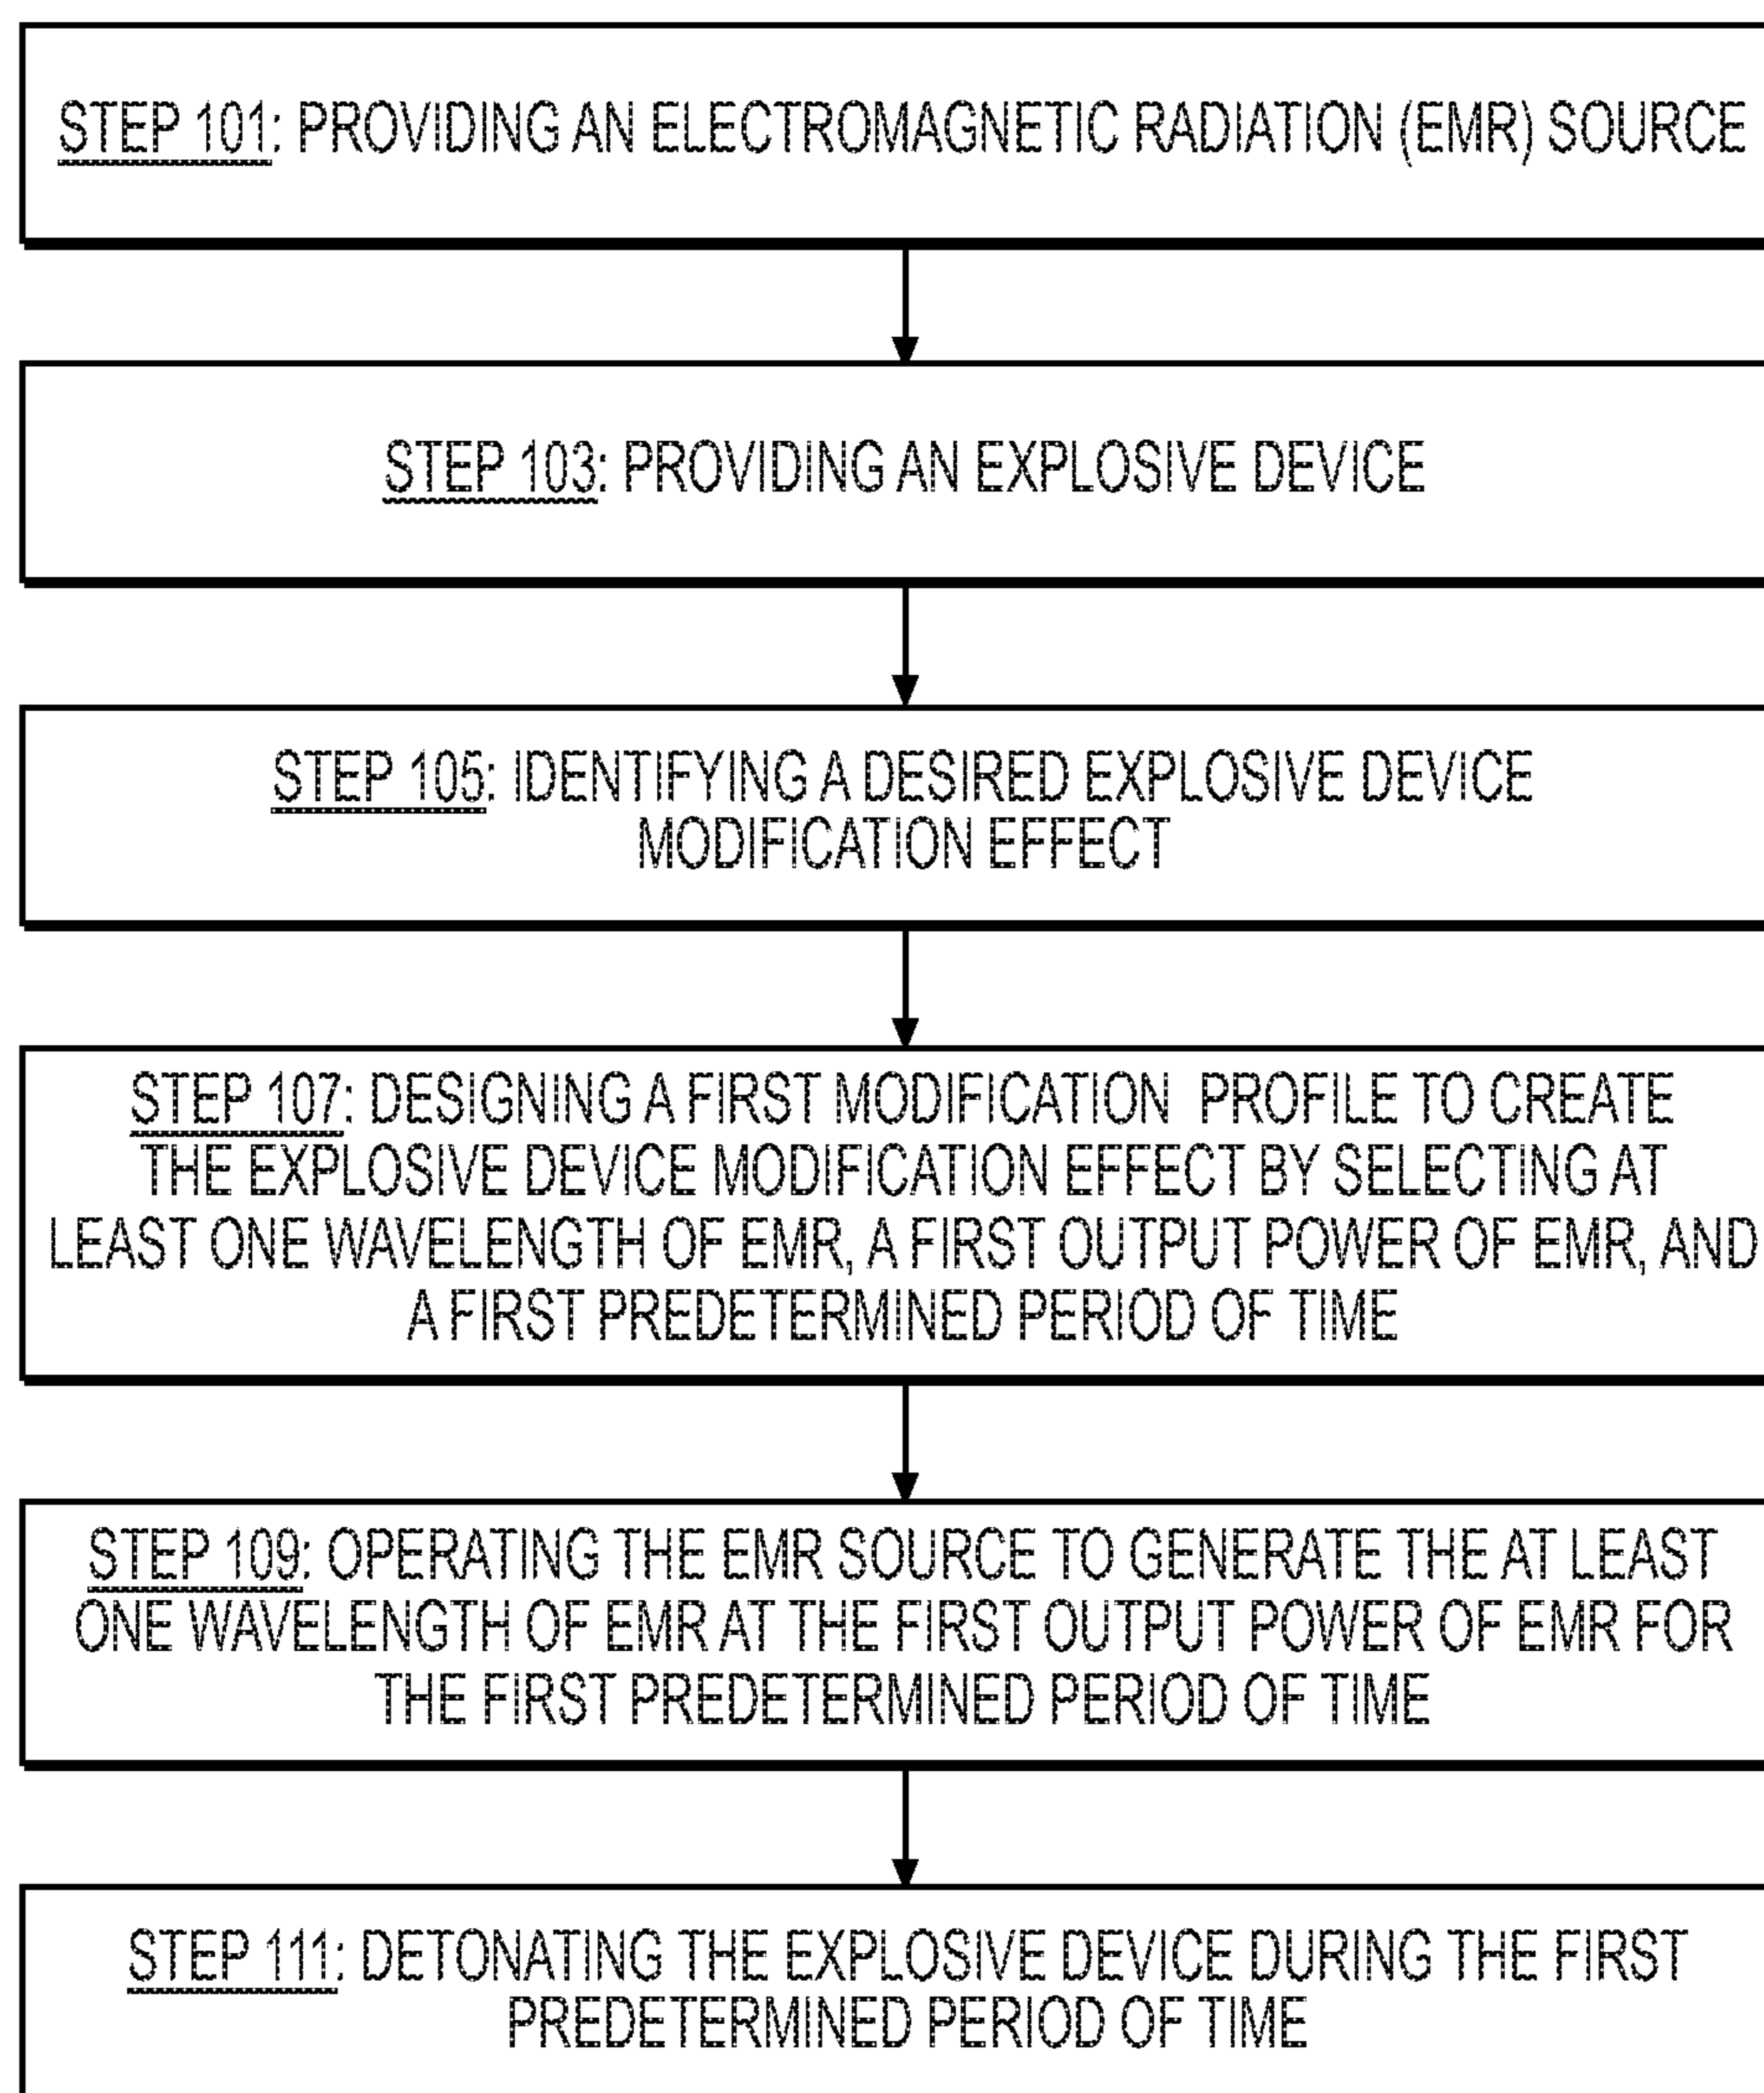 STEP 101: PROVIDING AN ELECTROMAGNETIC RADIATION (EMR) SOURCE
STEP 103: PROVIDING AN EXPLOSIVE DEVICE
STEP 105: IDENTIFYING A DESIRED EXPLOSIVE DEVICE
MODIFICATION EFFECT
STEP 107: DESIGNING A FIRST MODIFICATION PROFILE TO CREATE
THE EXPLOSIVE DEVICE MODIFICATION EFFECT BY SELECTING AT
LEAST ONE WAVELENGTH OF EMR, A FIRST OUTPUT POWER OF EMR, AND
A FIRST PREDETERMINED PERIOD OF TIME
STEP 109: OPERATING THE EMR SOURCE TO GENERATE THE AT LEAST
ONE WAVELENGTH OF EMR AT THE FIRST OUTPUT POWER OF EMR FOR
THE FIRST PREDETERMINED PERIOD OF TIME
STEP 111: DETONATING THE EXPLOSIVE DEVICE DURING THE FIRST
PREDETERMINED PERIOD OF TIME